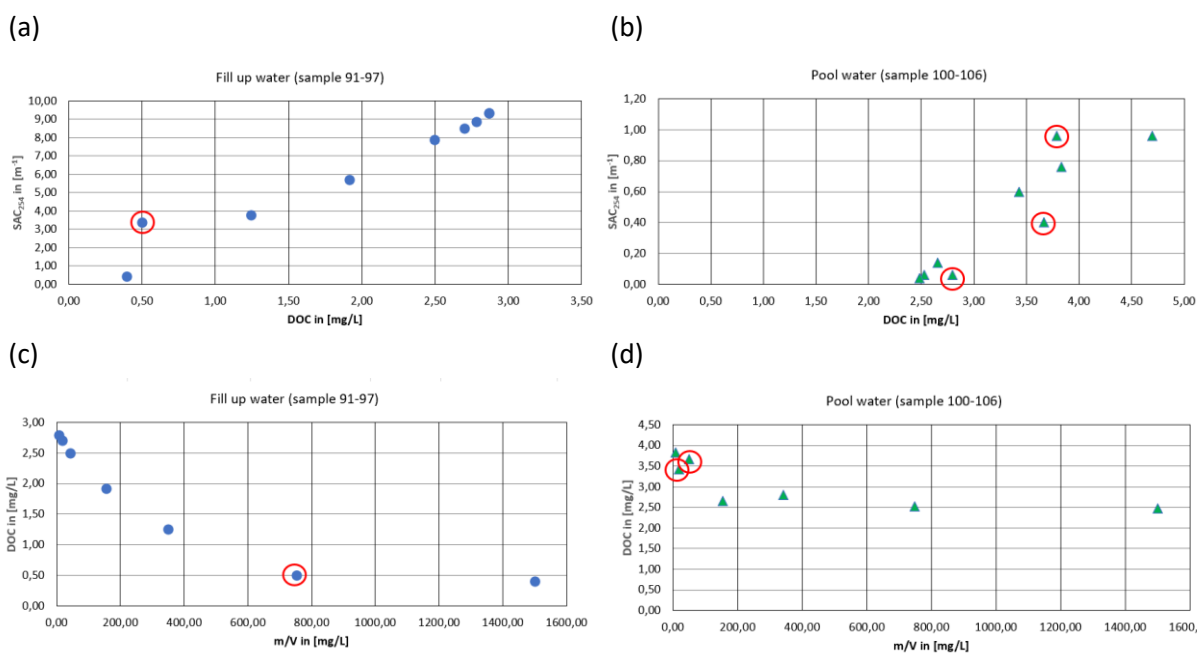 (a)
Fill up water (sample 91-97)
10,00
9,00
8,00
7,00
6,00
5,00
4,00
3,00
2,00
1,00
0,00
SAC254 in [m-1]
0,00 0,50 1,00 1,50 2,00 2,50 3,00 3,50
DOC in [mg/L]
(b)
Pool water (sample 100-106)
1,20
1,00
0,80
0,60
0,40
0,20
0,00
SAC254 in [m-1]
0,00 0,50 1,00 1,50 2,00 2,50 3,00 3,50 4,00 4,50 5,00
DOC in [mg/L]
(c)
Fill up water (sample 91-97)
3,00
2,50
2,00
1,50
1,00
0,50
0,00
DOC in [mg/L]
0,00 200,00 400,00 600,00 800,00 1000,00 1200,00 1400,00 1600,00
m/V in [mg/L]
(d)
Pool water (sample 100-106)
4,50
4,00
3,50
3,00
2,50
2,00
1,50
1,00
0,50
0,00
DOC in [mg/L]
0,00 200,00 400,00 600,00 800,00 1000,00 1200,00 1400,00 1600,
m/V in [mg/L]